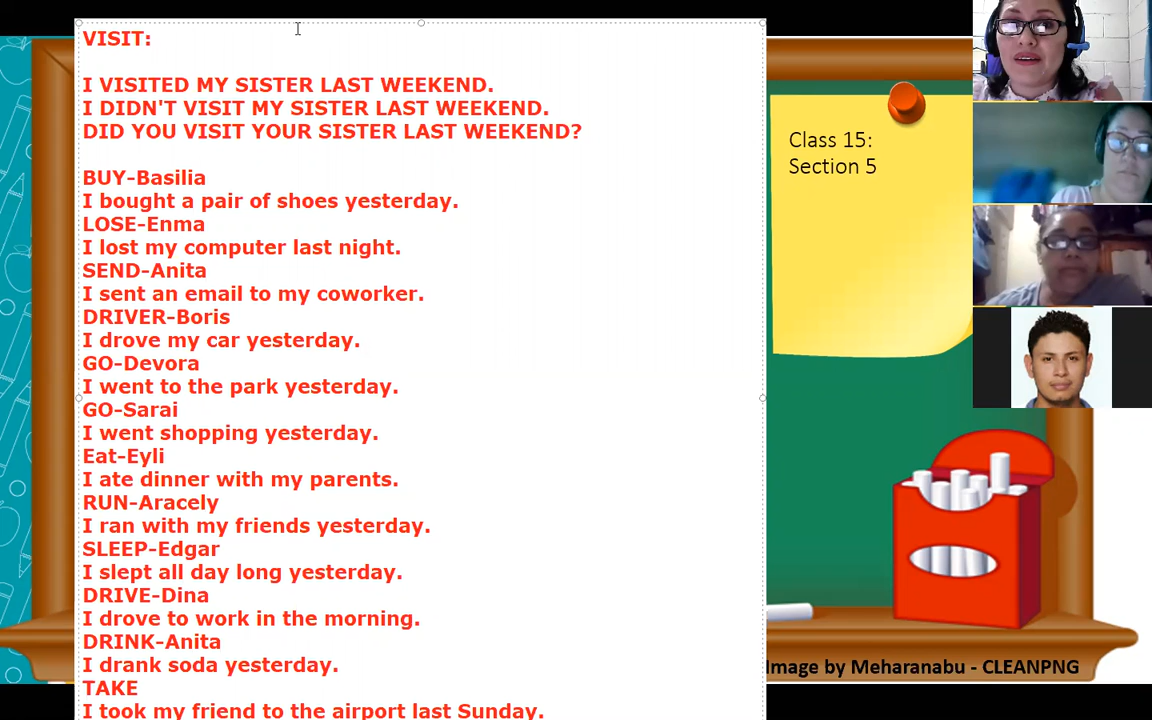 VISIT:
I VISITED MY SISTER LAST WEEKEND.
I DIDN'T VISIT MY SISTER LAST WEEKEND.
DID YOU VISIT YOUR SISTER LAST WEEKEND?
BUY-Basilia
I bought a pair of shoes yesterday.
LOSE-Enma
I lost my computer last night.
SEND-Anita
I sent an email to my coworker.
DRIVER-Boris
I drove my car yesterday.
GO-Devora
I went to the park yesterday.
GO-Sarai
I went shopping yesterday.
Eat-Eyli
I ate dinner with my parents.
RUN-Aracely
I ran with my friends yesterday.
SLEEP-Edgar
I slept all day long yesterday.
DRIVE-Dina
I drove to work in the morning.
DRINK-Anita
I drank soda yesterday.
TAKE
I took my friend to the airport last Sunday.
Class 15:
Section 5
Image by Meharanabu - CLEANPNG